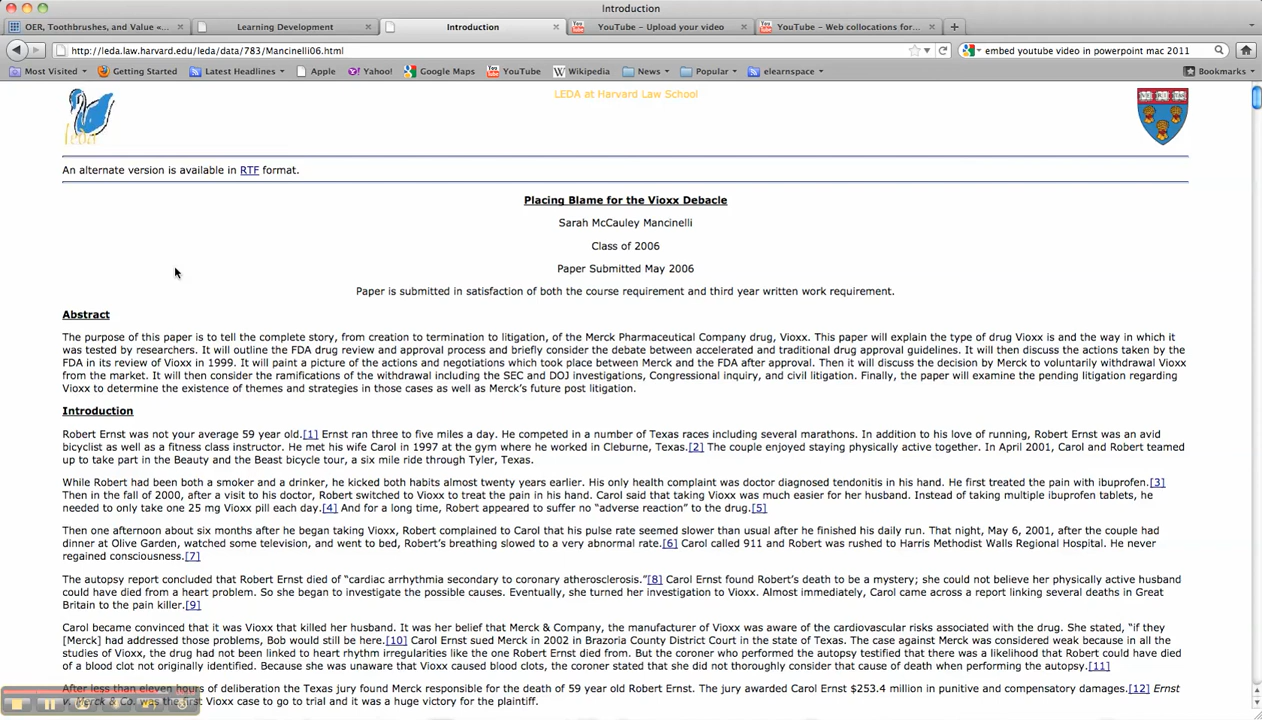 Introduction
OER, Toothbrushes, and Value «...
Learning Development
Introduction
YouTube - Upload your video
YouTube - Web collocations for...
http://leda.law.harvard.edu/leda/data/783/Mancinelli06.html
embed youtube video in powerpoint mac 2011
Most Visited
Getting Started
Latest Headlines
Apple
Yahoo!
Google Maps
YouTube
Wikipedia
News
Popular
elearnspace
Bookmarks
leda
LEDA at Harvard Law School
An alternate version is available in RTF format.
Placing Blame for the Vioxx Debacle
Sarah McCauley Mancinelli
Class of 2006
Paper Submitted May 2006
Paper is submitted in satisfaction of both the course requirement and third year written work requirement.
Abstract
The purpose of this paper is to tell the complete story, from creation to termination to litigation, of the Merck Pharmaceutical Company drug, Vioxx. This paper will explain the type of drug Vioxx is and the way in which it
was tested by researchers. It will outline the FDA drug review and approval process and briefly consider the debate between accelerated and traditional drug approval guidelines. It will then discuss the actions taken by the
FDA in its review of Vioxx in 1999. It will paint a picture of the actions and negotiations which took place between Merck and the FDA after approval. Then it will discuss the decision by Merck to voluntarily withdrawal Vioxx
from the market. It will then consider the ramifications of the withdrawal including the SEC and DOJ investigations, Congressional inquiry, and civil litigation. Finally, the paper will examine the pending litigation regarding
Vioxx to determine the existence of themes and strategies in those cases as well as Merck's future post litigation.
Introduction
Robert Ernst was not your average 59 year old.[1] Ernst ran three to five miles a day. He competed in a number of Texas races including several marathons. In addition to his love of running, Robert Ernst was an avid
bicyclist as well as a fitness class instructor. He met his wife Carol in 1997 at the gym where he worked in Cleburne, Texas.[2] The couple enjoyed staying physically active together. In April 2001, Carol and Robert teamed
up to take part in the Beauty and the Beast bicycle tour, a six mile ride through Tyler, Texas.
While Robert had been both a smoker and a drinker, he kicked both habits almost twenty years earlier. His only health complaint was doctor diagnosed tendonitis in his hand. He first treated the pain with ibuprofen.[3]
Then in the fall of 2000, after a visit to his doctor, Robert switched to Vioxx to treat the pain in his hand. Carol said that taking Vioxx was much easier for her husband. Instead of taking multiple ibuprofen tablets, he
needed to only take one 25 mg Vioxx pill each day.[4] And for a long time, Robert appeared to suffer no “adverse reaction” to the drug.[5]
Then one afternoon about six months after he began taking Vioxx, Robert complained to Carol that his pulse rate seemed slower than usual after he finished his daily run. That night, May 6, 2001, after the couple had
dinner at Olive Garden, watched some television, and went to bed, Robert's breathing slowed to a very abnormal rate.[6] Carol called 911 and Robert was rushed to Harris Methodist Walls Regional Hospital. He never
regained consciousness.[7]
The autopsy report concluded that Robert Ernst died of “cardiac arrhythmia secondary to coronary atherosclerosis.”[8] Carol Ernst found Robert's death to be a mystery; she could not believe her physically active husband
could have died from a heart problem. So she began to investigate the possible causes. Eventually, she turned her investigation to Vioxx. Almost immediately, Carol came across a report linking several deaths in Great
Britain to the pain killer.[9]
Carol became convinced that it was Vioxx that killed her husband. It was her belief that Merck & Company, the manufacturer of Vioxx was aware of the cardiovascular risks associated with the drug. She stated, “if they
[Merck] had addressed those problems, Bob would still be here.[10] Carol Ernst sued Merck in 2002 in Brazoria County District Court in the state of Texas. The case against Merck was considered weak because in all the
studies of Vioxx, the drug had not been linked to heart rhythm irregularities like the one Robert Ernst died from. But the coroner who performed the autopsy testified that there was a likelihood that Robert could have died
of a blood clot not originally identified. Because she was unaware that Vioxx caused blood clots, the coroner stated that she did not thoroughly consider that cause of death when performing the autopsy.[11]
After less than eleven hours of deliberation the Texas jury found Merck responsible for the death of 59 year old Robert Ernst. The jury awarded Carol Ernst $253.4 million in punitive and compensatory damages.[12] Ernst
v. Merck & Co. was the first Vioxx case to go to trial and it was a huge victory for the plaintiff.